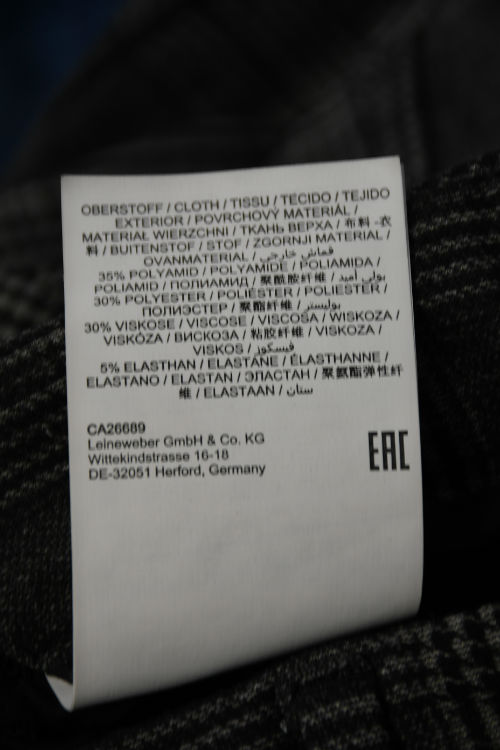 OBERSTOFF / CLOTH / TISSU / TECIDO / TEJIDO
EXTERIOR / POVRCHOVÝ MATERIÁL /
MATERIAŁ WIERZCHNI / ТКАНЬ ВЕРХА / 布料 -衣
料 / BUITENSTOF / STOF / ZGORNJI MATERIAL /
OVANMATERIAL / قماش خارجي
35% POLYAMID / POLYAMIDE / POLIAMIDA /
POLIAMID / ПОЛИАМИД / 聚酰胺纤维 / بولي أميد
30% POLYESTER / POLIÉSTER / POLIESTER /
ПОЛИЭСТЕР / 聚酯纤维 / بوليستر
30% VISKOSE / VISCOSE / VISCOSA / WISKOZA /
VISKÓZA / ВИСКОЗА / 粘胶纤维 / VISKOZA /
VISKOS / فيسكوز
5% ELASTHAN / ELASTANE / ÉLASTHANNE /
ELASTANO / ELASTAN / ЭЛАСТАН / 聚氨酯弹性纤
维 / ELASTAAN / ستان
CA26689
Leineweber GmbH & Co. KG
Wittekindstrasse 16-18
DE-32051 Herford, Germany
EAC